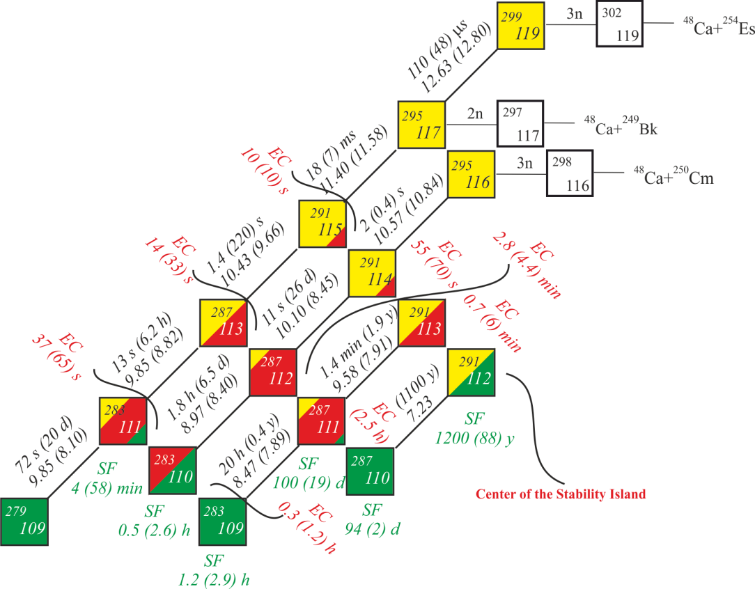 299
119
3n
302
119
48Ca+254Es
110 (48) μs
12.63 (12.80)
295
117
2n
297
117
48Ca+249Bk
18 (7) ms
11.40 (11.58)
EC
10 (10) s
295
116
3n
298
116
48Ca+250Cm
2 (0.4) s
10.57 (10.84)
291
115
1.4 (220) s
10.43 (9.66)
EC
14 (33) s
291
114
EC
55 (70) s
EC
2.8 (4.4) min
11 s (26 d)
10.10 (8.45)
287
113
291
113
EC
0.7 (6) min
13 s (6.2 h)
9.85 (8.82)
EC
37 (65) s
287
112
1.4 min (1.9 y)
9.58 (7.91)
291
112
1.8 h (6.5 d)
8.97 (8.40)
(1100 y)
7.23
283
111
287
111
EC
(2.5 h)
SF
1200 (88) y
72 s (20 d)
9.85 (8.10)
SF
4 (58) min
283
110
20 h (0.4 y)
8.47 (7.89)
SF
100 (19) d
287
110
Center of the Stability Island
279
109
SF
0.5 (2.6) h
283
109
EC
0.3 (1.2) h
SF
94 (2) d
SF
1.2 (2.9) h